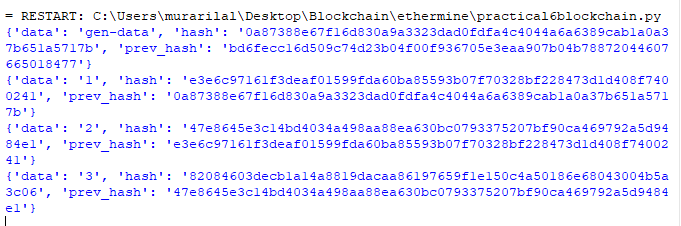 = RESTART: C:\Users\murarilal\Desktop\Blockchain\ethermine\practical6blockchain.py
{'data': 'gen-data', 'hash': '0a87388e67f16d830a9a3323dad0fdfa4c4044a6a6389cab1a0a3
7b651a5717b', 'prev_hash': 'bd6fecc16d509c74d23b04f00f936705e3eaa907b04b78872044607
665018477'}
{'data': '1', 'hash': 'e3e6c97161f3deaf01599fda60ba85593b07f70328bf228473d1d408f740
0241', 'prev_hash': '0a87388e67f16d830a9a3323dad0fdfa4c4044a6a6389cab1a0a37b651a571
7b'}
{'data': '2', 'hash': '47e8645e3c14bd4034a498aa88ea630bc0793375207bf90ca469792a5d9
484e1', 'prev_hash': 'e3e6c97161f3deaf01599fda60ba85593b07f70328bf228473d1d408f74002
41'}
{'data': '3', 'hash': '82084603decb1a14a8819dacaa86197659f1e150c4a50186e68043004b5a
3c06', 'prev_hash': '47e8645e3c14bd4034a498aa88ea630bc0793375207bf90ca469792a5d9484
e1'}